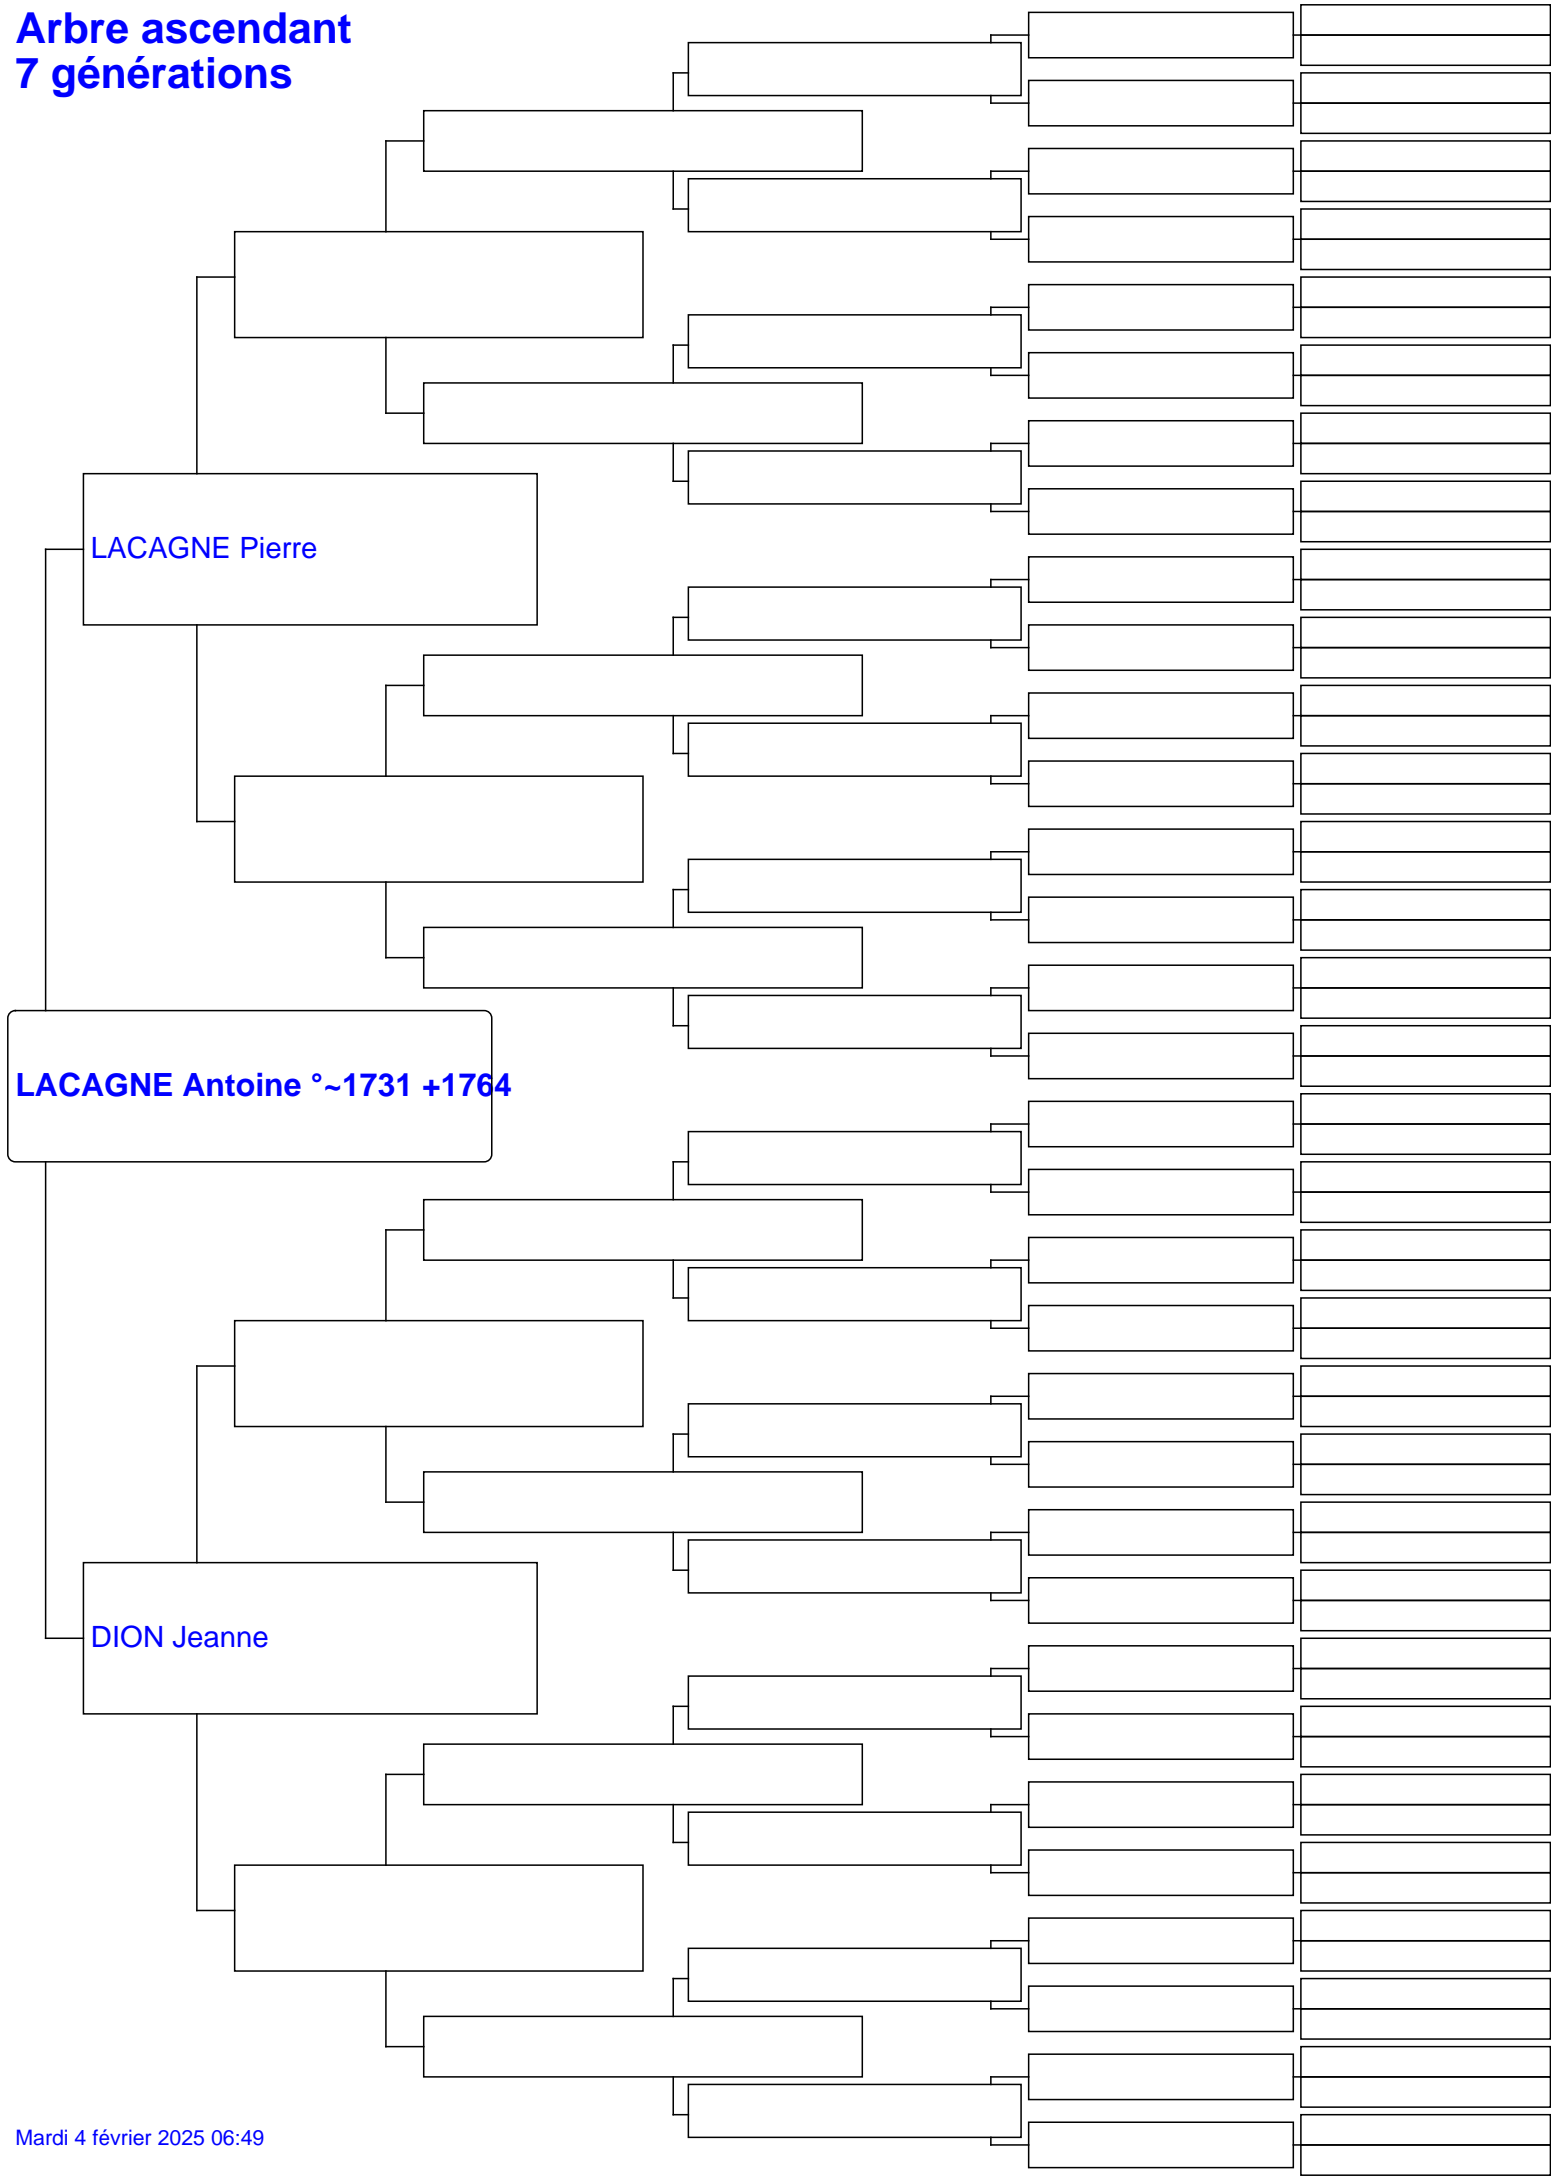 Arbre ascendant
7 générations
LACAGNE Pierre
LACAGNE Antoine °~1731 +1764
DION Jeanne
Mardi 4 février 2025 06:49